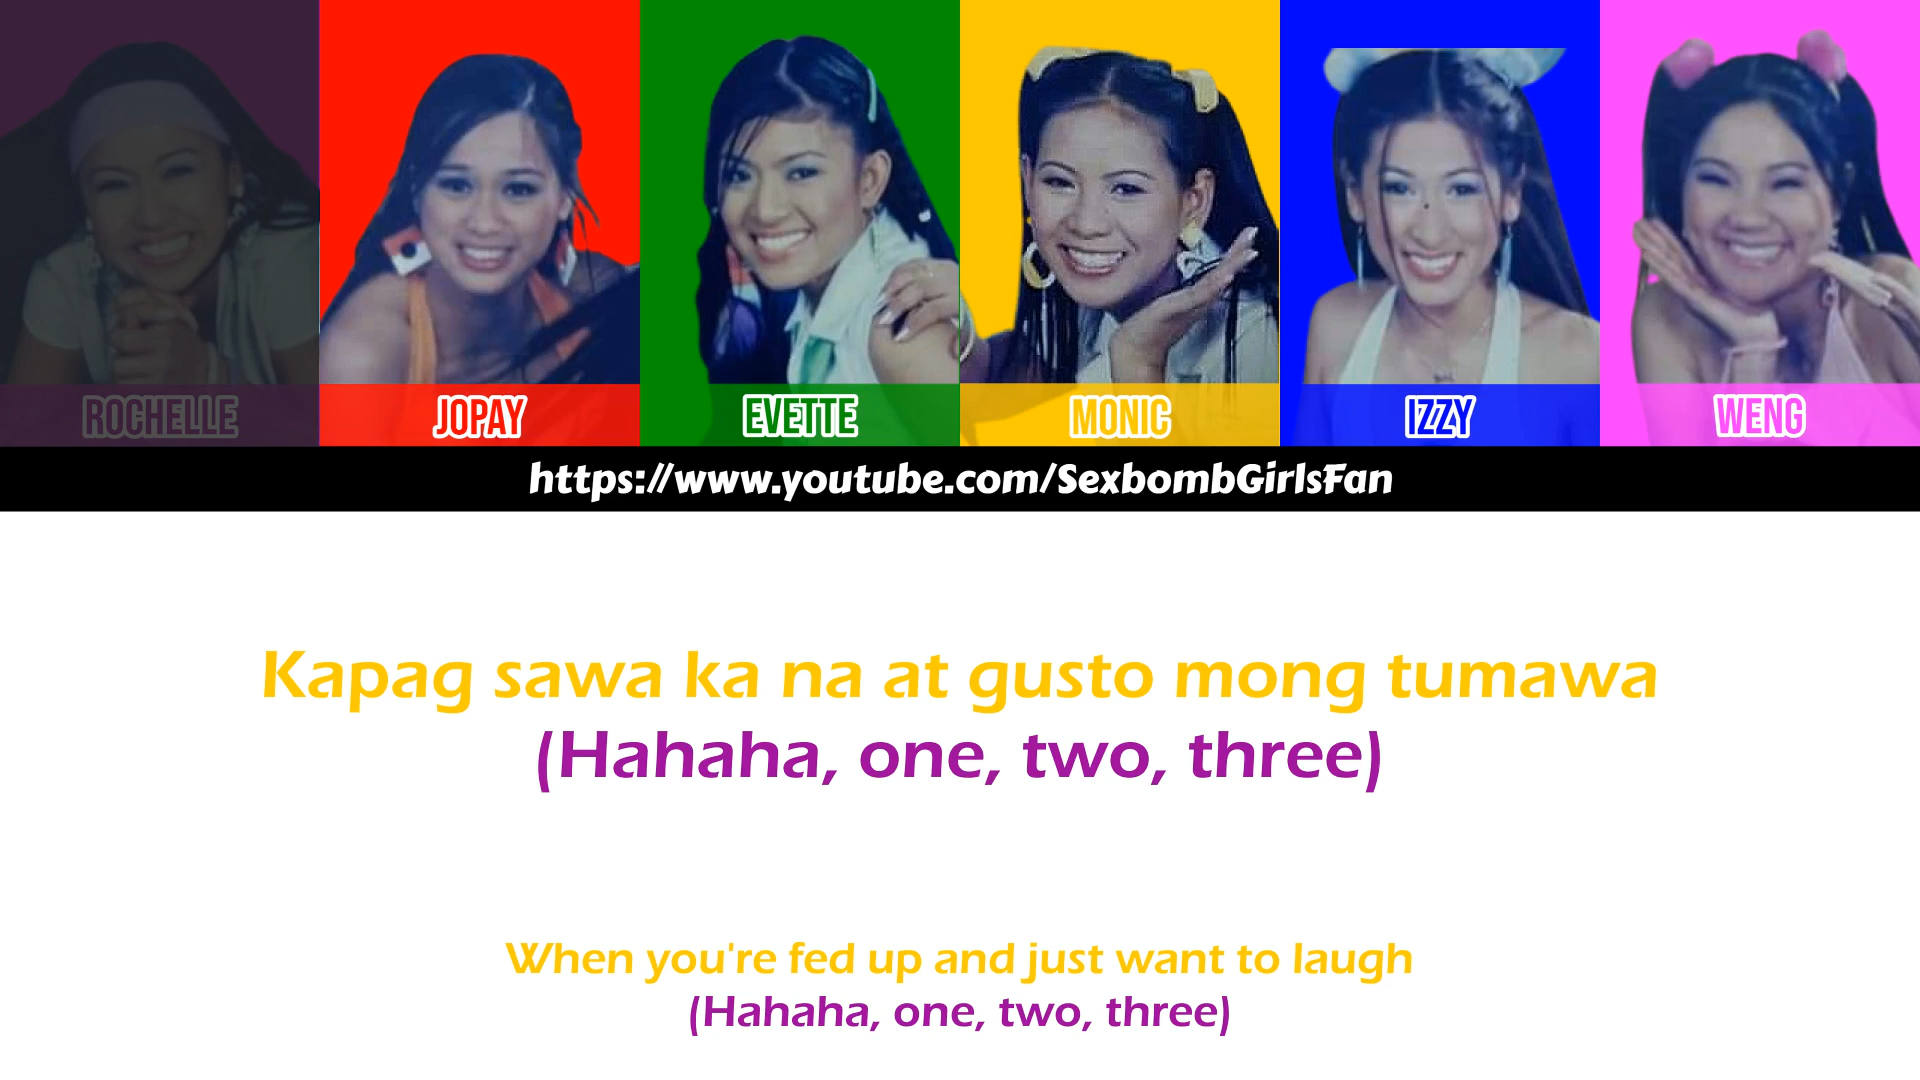 ROCHELLE
JOPAY
EVETTE
MONIC
IZZY
WENG
https://www.youtube.com/SexbombGirlsFan
Kapag sawa ka na at gusto mong tumawa
(Hahaha, one, two, three)
When you're fed up and just want to laugh
(Hahaha, one, two, three)